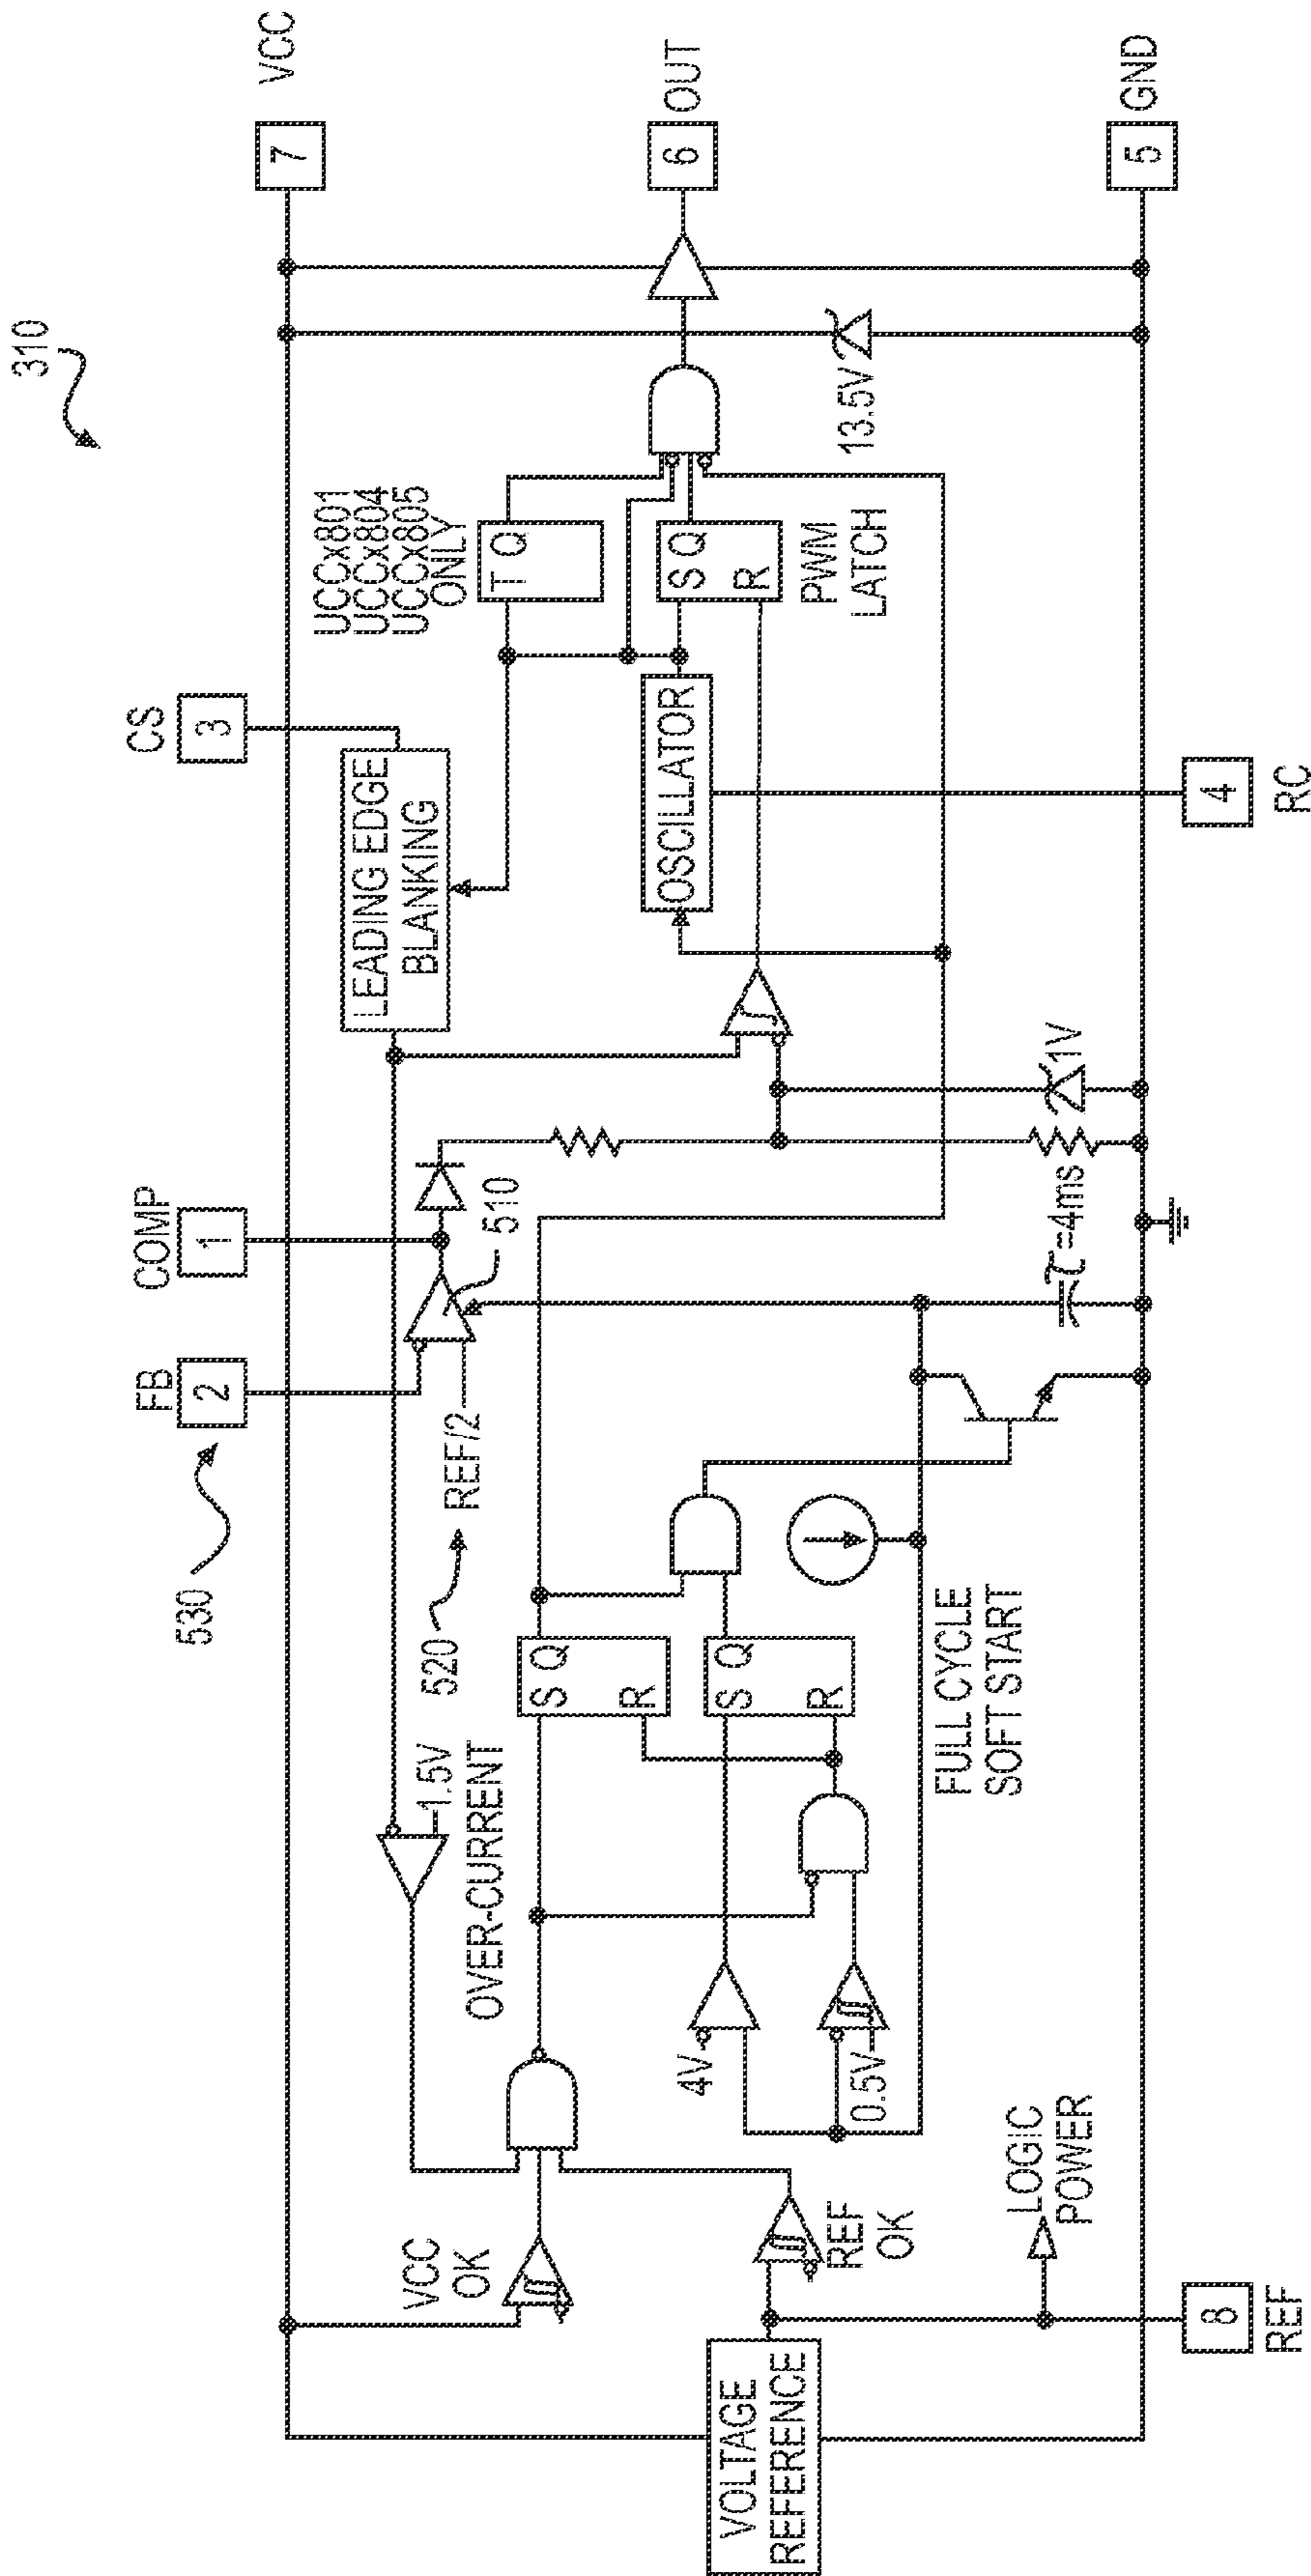 310
530
FB
2
COMP
1
CS
3
7
VCC
520
REF/2
510
LEADING EDGE
BLANKING
UCCx801
UCCx804
UCCx805
ONLY
T Q
VCC
OK
1.5V
OVER-CURRENT
S Q
R
OSCILLATOR
S Q
R
PWM
LATCH
6
OUT
VOLTAGE
REFERENCE
REF
OK
4V
0.5V
S Q
R
13.5V
FULL CYCLE
SOFT START
LOGIC
POWER
τ=4ms
1V
5
GND
8
REF
4
RC